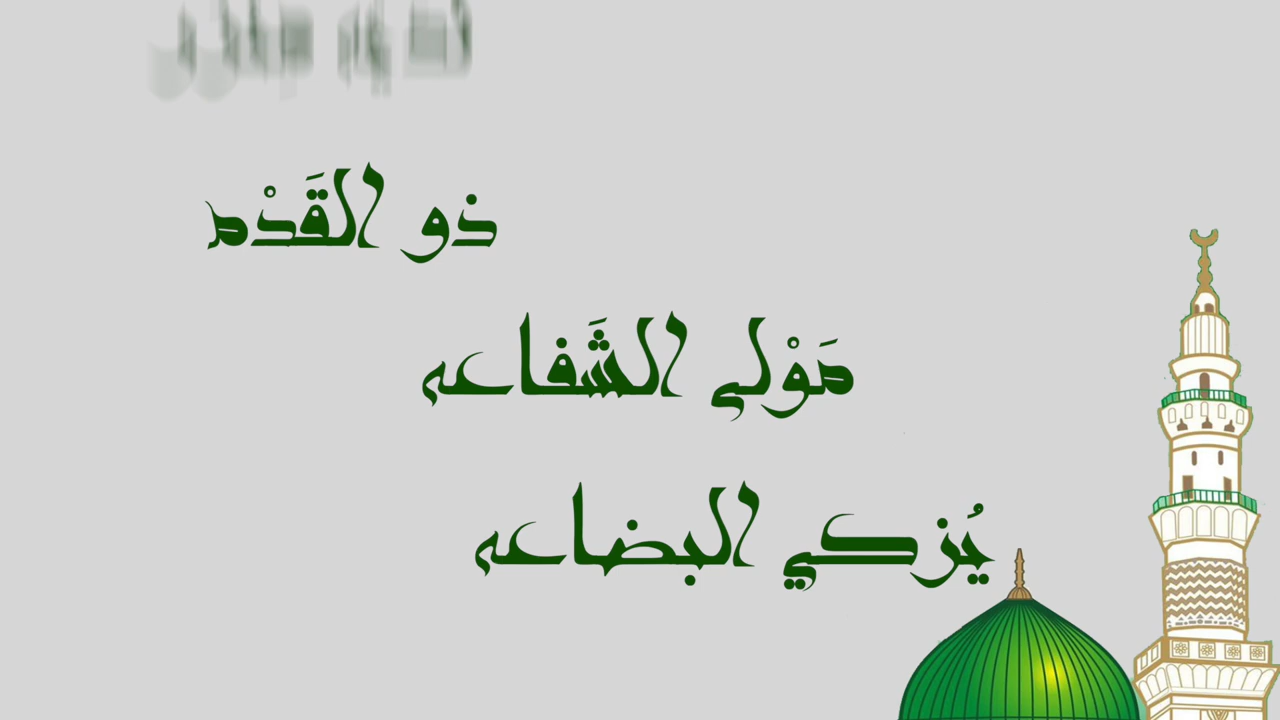 ذو القَدْم
مَوْلى الشَّفاعه
يُزكي البضاعه